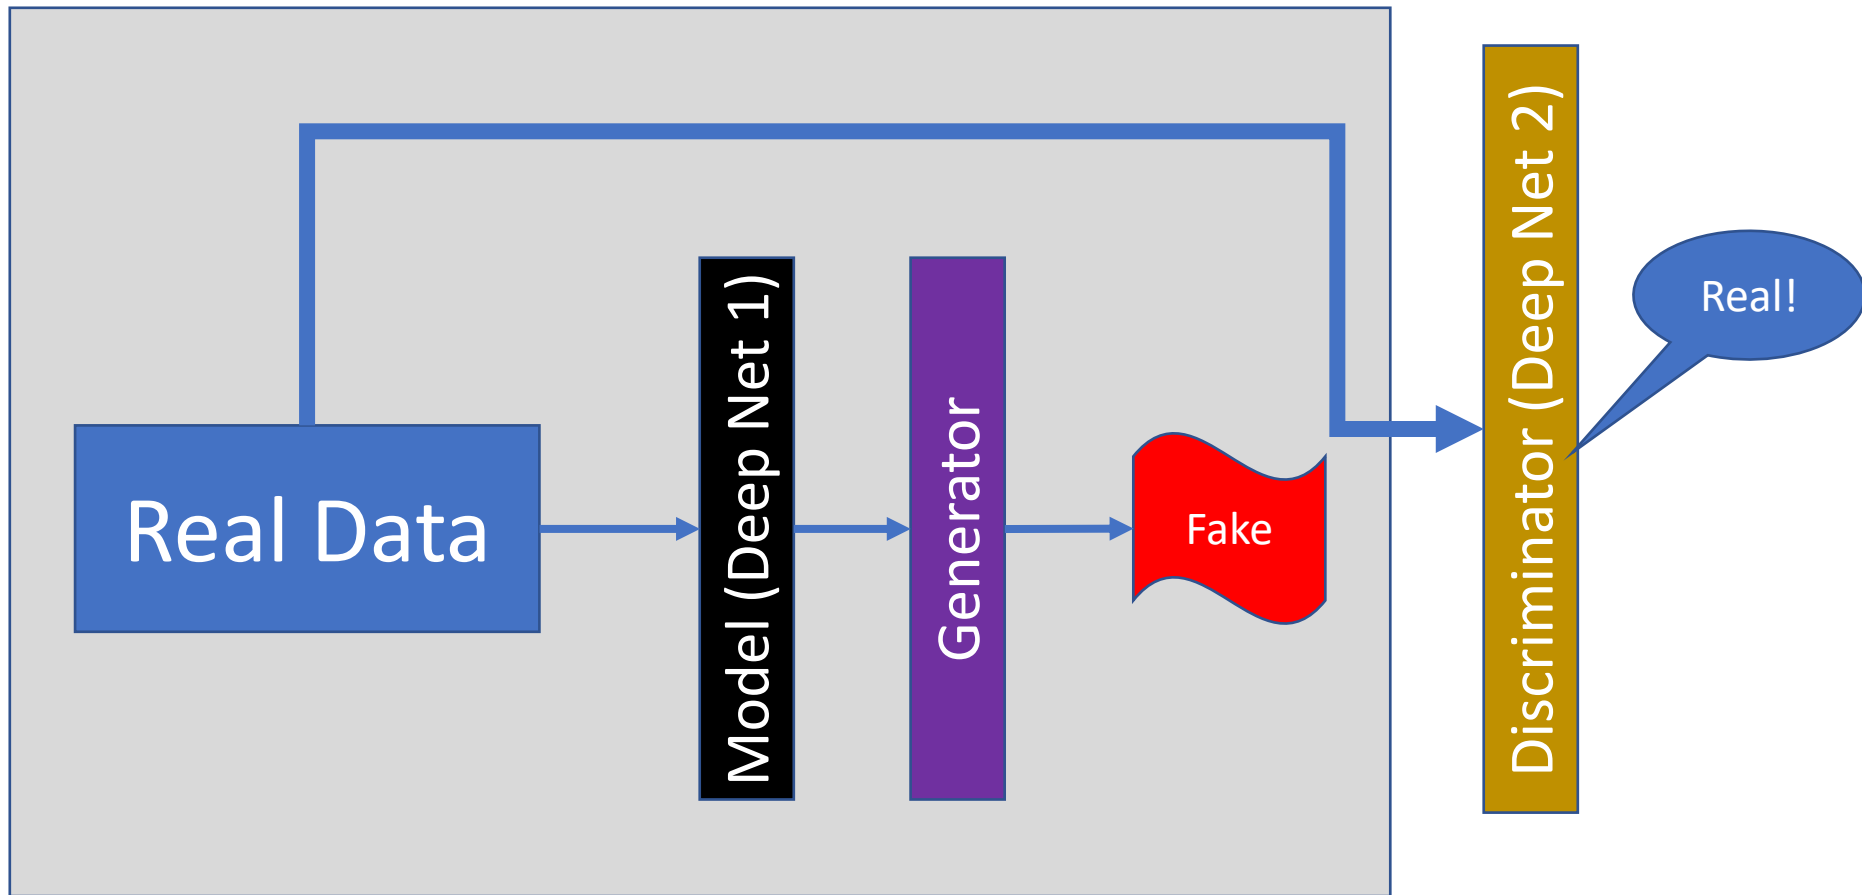 Real Data
Model (Deep Net 1)
Generator
Fake
Discriminator (Deep Net 2)
Real!